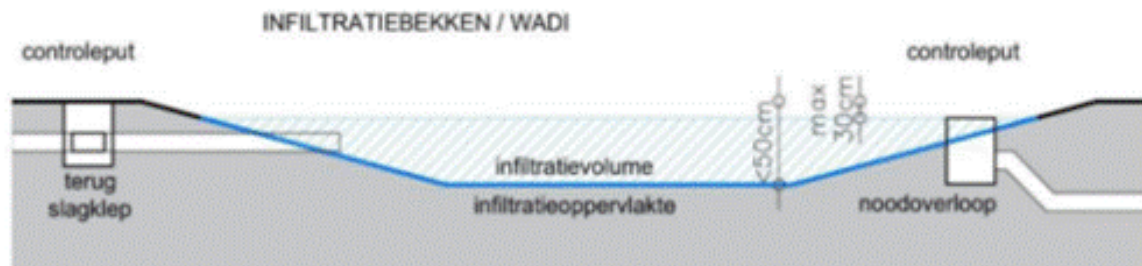 INFILTRATIEBEKKEN / WADI
controleput
controleput
<50cm
max
30cm
infiltratievolume
infiltratieoppervlakte
terug
slagklep
noodoverloop